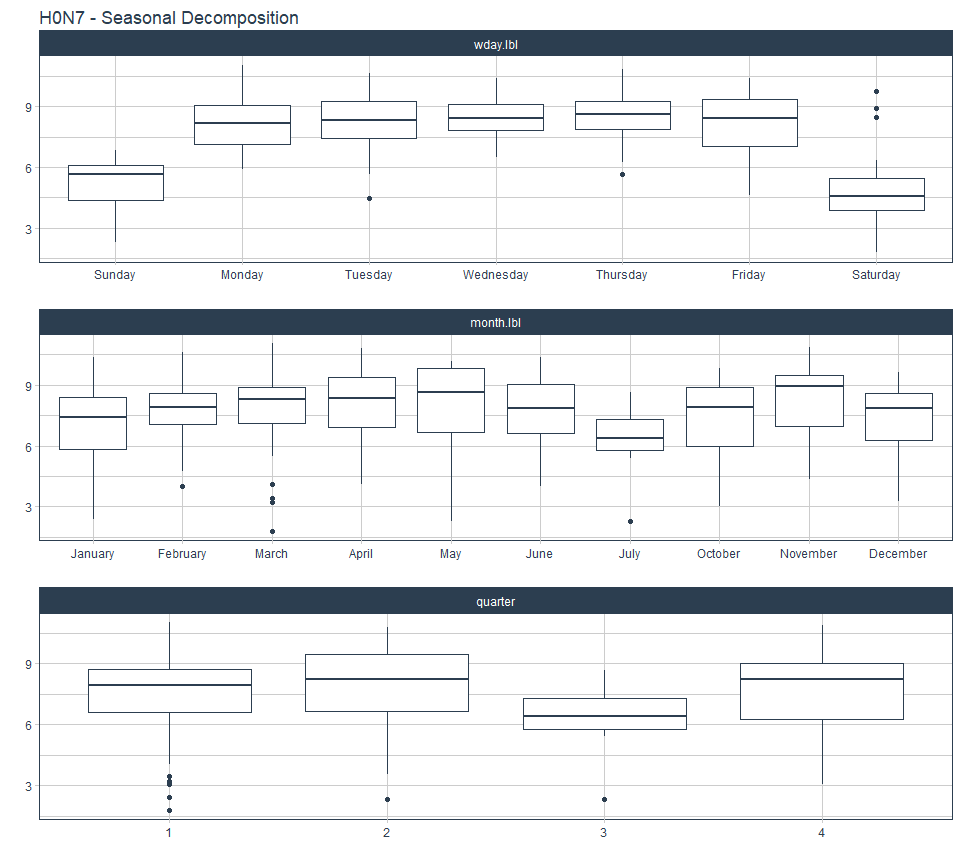 H0N7 - Seasonal Decomposition
wday.lbl
9
6
3
Sunday Monday Tuesday Wednesday Thursday Friday Saturday
month.lbl
9
6
3
January February March April May June July October November December
quarter
9
6
3
1 2 3 4